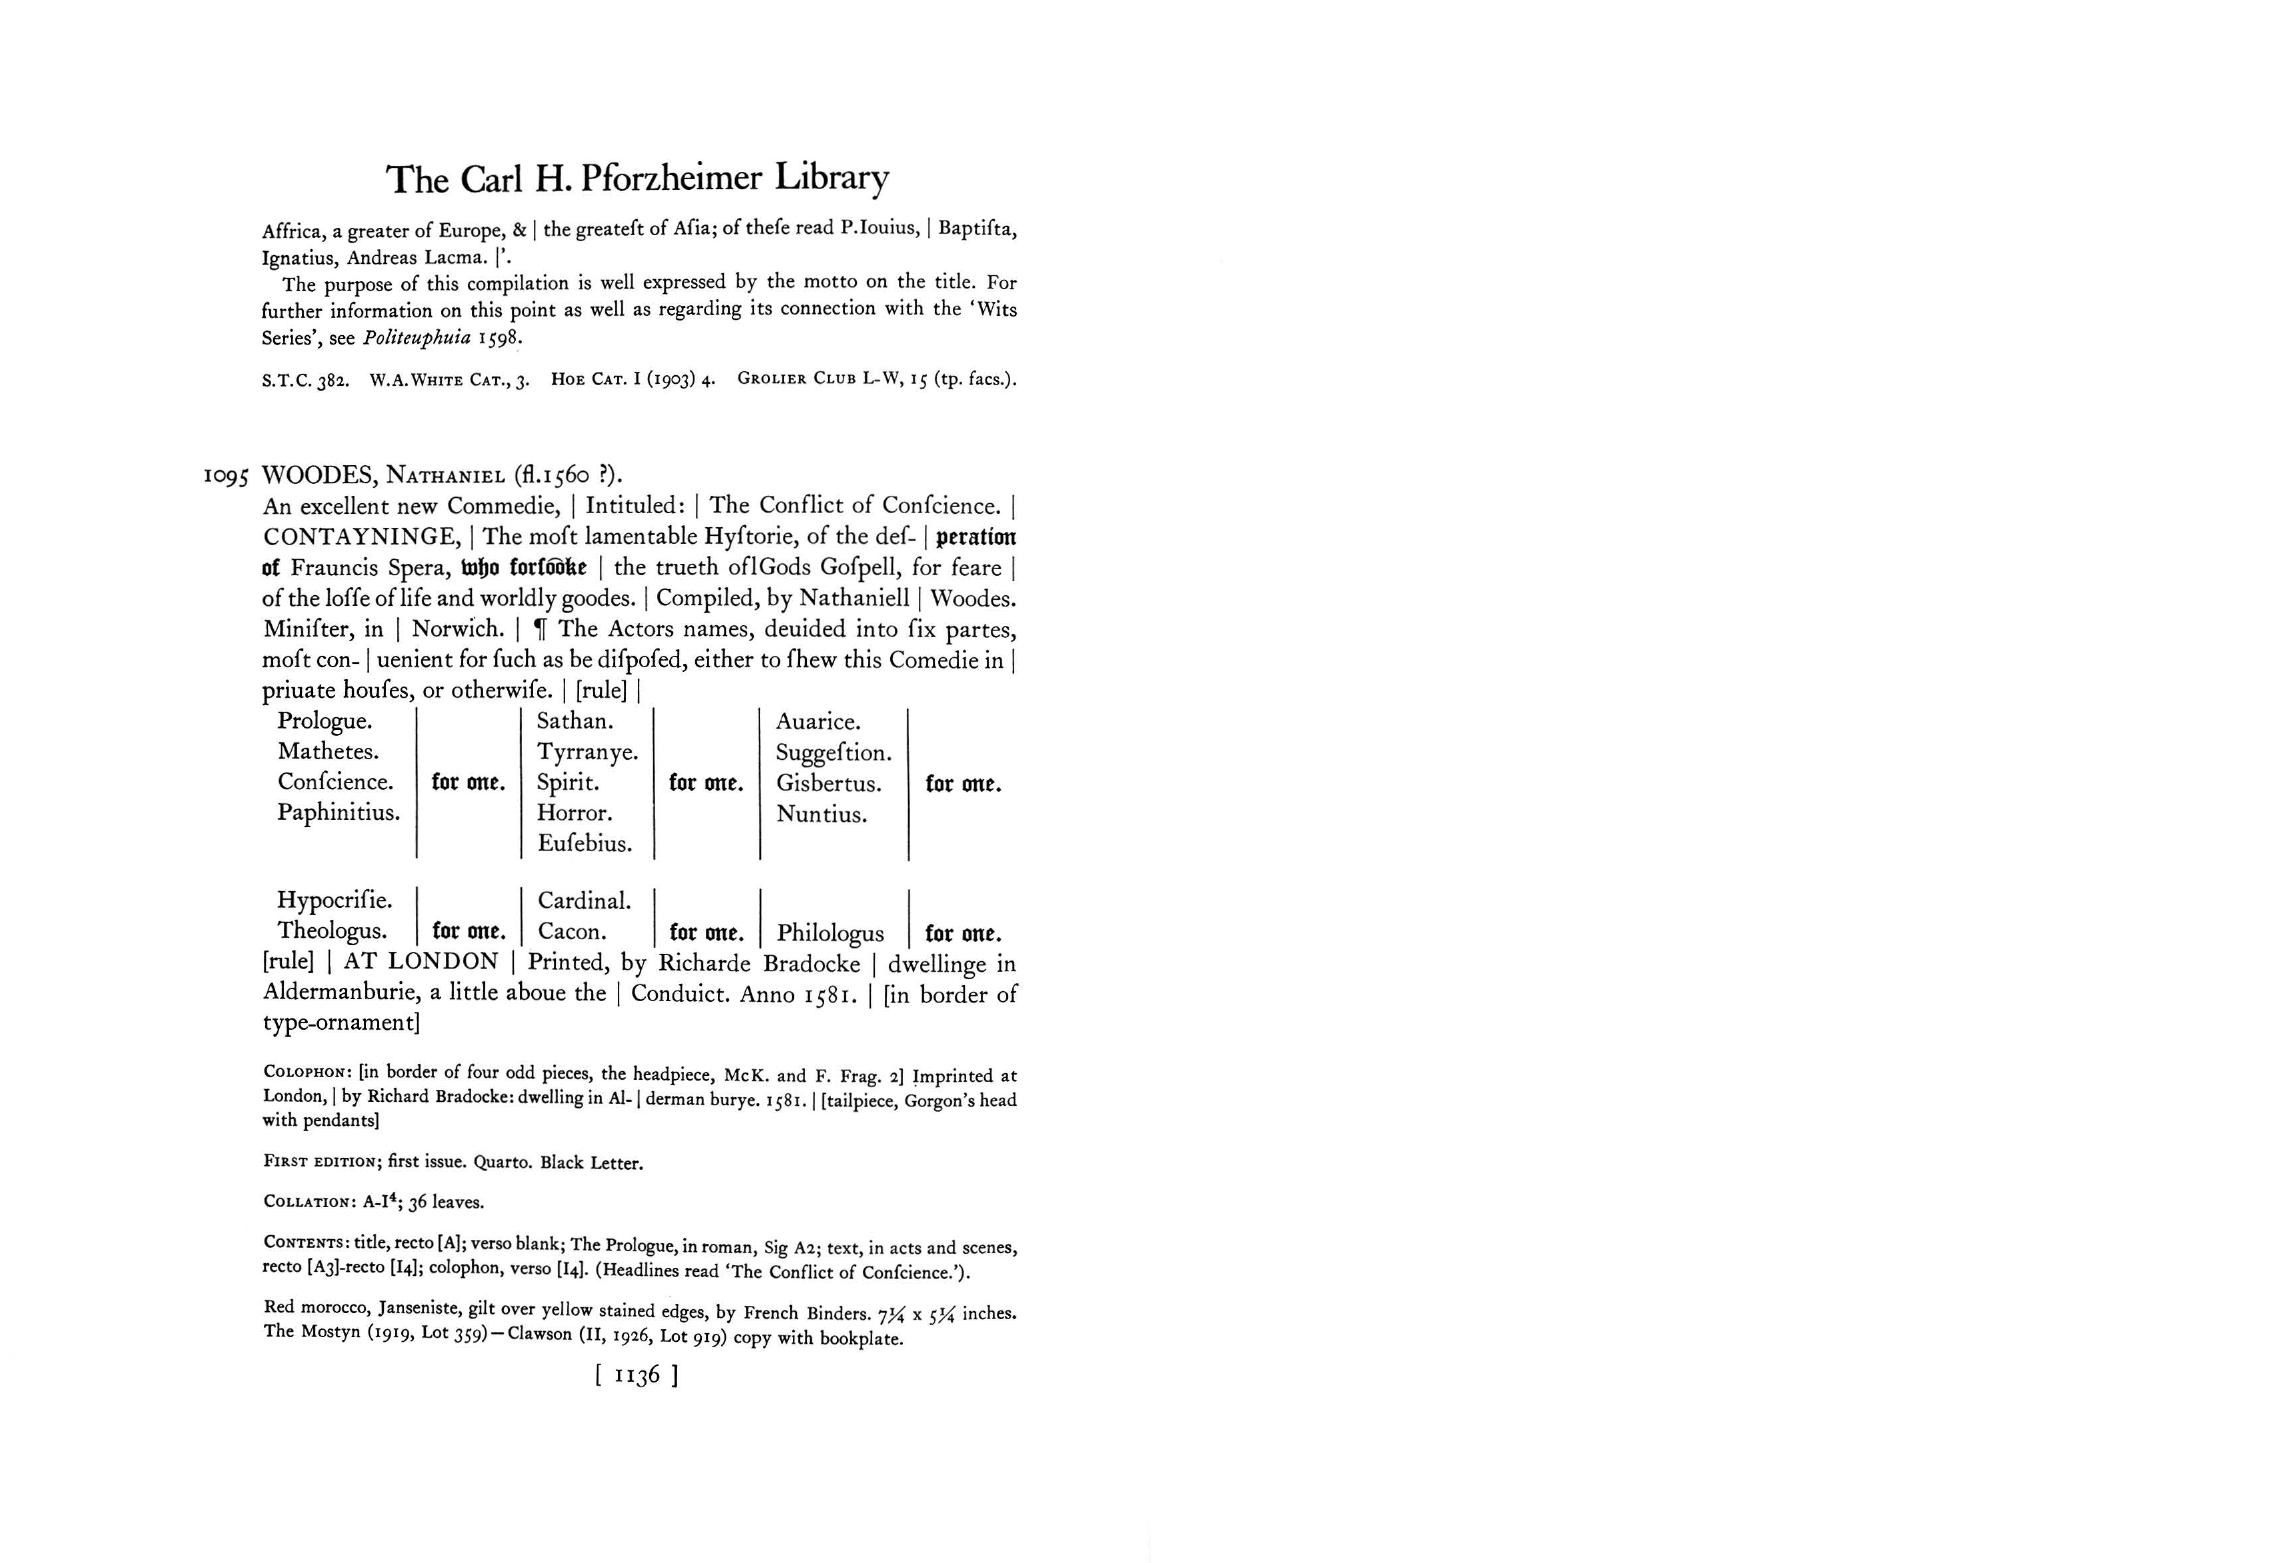 The Carl H. Pforzheimer Library
Affrica, a greater of Europe, & | the greateſt of Aſia; of theſe read P.Iouius, | Baptiſta,
Ignatius, Andreas Lacma. |’.
The purpose of this compilation is well expressed by the motto on the title. For
further information on this point as well as regarding its connection with the ‘Wits
Series’, see Politeuphuia 1598.
S.T.C. 382. W.A.White Cat., 3. Hoe Cat. I (1903) 4. Grolier Club L-W, 15 (tp. facs.).
1095 WOODES, Nathaniel (fl.1560 ?).
An excellent new Commedie, | Intituled: | The Conflict of Conſcience. |
CONTAYNINGE, | The moſt lamentable Hyſtorie, of the deſ- | peration
of Frauncis Spera, who forſo͡oke | the trueth of|Gods Goſpell, for feare |
of the loſſe of life and worldly goodes. | Compiled, by Nathaniell | Woodes.
Miniſter, in | Norwich. | ¶ The Actors names, deuided into ſix partes,
moſt con- | uenient for ſuch as be diſpoſed, either to ſhew this Comedie in |
priuate houſes, or otherwiſe. | [rule] |
Prologue. | | Sathan. | | Auarice. |
Mathetes. | | Tyrranye. | | Suggeſtion. |
Conſcience. | for one. | Spirit. | for one. | Gisbertus. | for one.
Paphinitius. | | Horror. | | Nuntius. |
Euſebius.
Hypocriſie. | | Cardinal. | | |
Theologus. | for one. | Cacon. | for one. | Philologus | for one.
[rule] | AT LONDON | Printed, by Richarde Bradocke | dwellinge in
Aldermanburie, a little aboue the | Conduict. Anno 1581. | [in border of
type-ornament]
Colophon: [in border of four odd pieces, the headpiece, McK. and F. Frag. 2] Imprinted at
London, | by Richard Bradocke: dwelling in Al- | derman burye. 1581. | [tailpiece, Gorgon’s head
with pendants]
First edition; first issue. Quarto. Black Letter.
Collation: A-I⁴; 36 leaves.
Contents: title, recto [A]; verso blank; The Prologue, in roman, Sig A2; text, in acts and scenes,
recto [A3]-recto [I4]; colophon, verso [I4]. (Headlines read ‘The Conflict of Conſcience.’).
Red morocco, Janseniste, gilt over yellow stained edges, by French Binders. 7¼ x 5¼ inches.
The Mostyn (1919, Lot 359)—Clawson (II, 1926, Lot 919) copy with bookplate.
[ 1136 ]